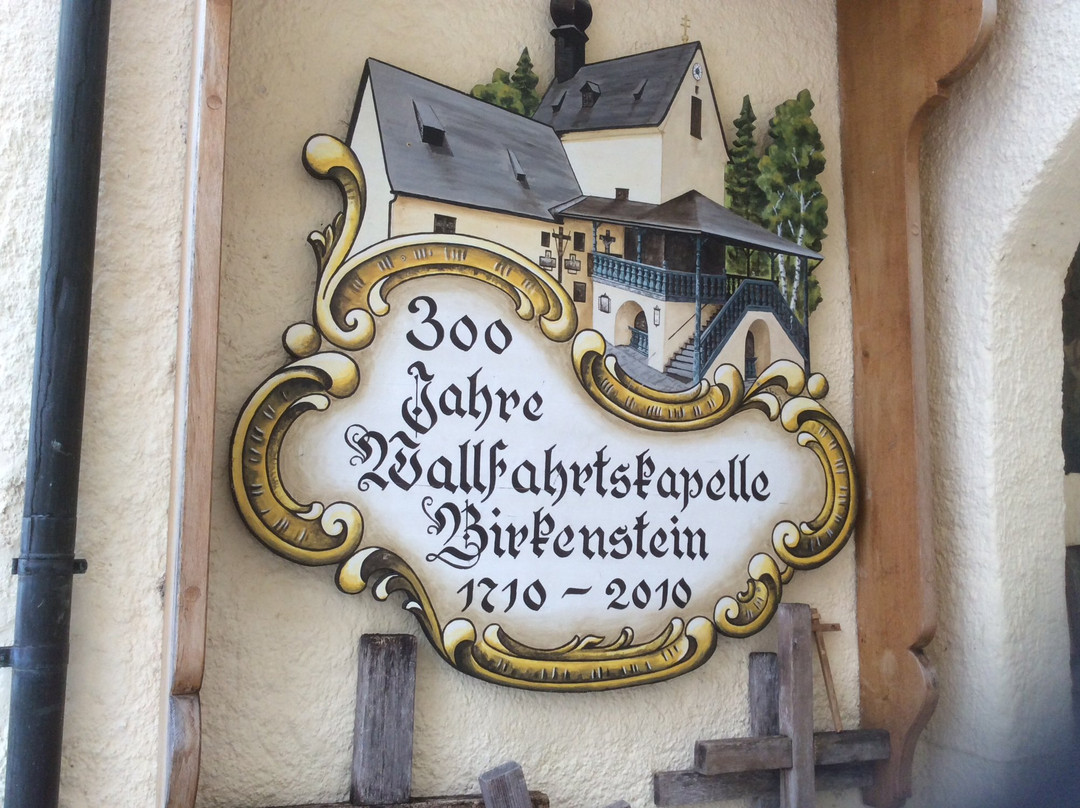 300
Jahre
Wallfahrtskapelle
Birkenstein
1710 - 2010